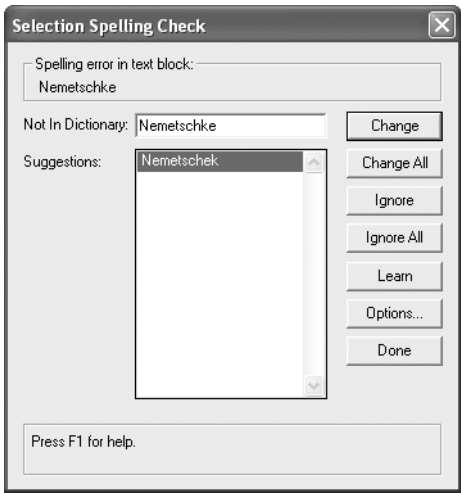 Selection Spelling Check
Spelling error in text block:
Nemetschke
Not In Dictionary: Nemetschke
Change
Suggestions: Nemetschek
Change All
Ignore
Ignore All
Learn
Options...
Done
Press F1 for help.